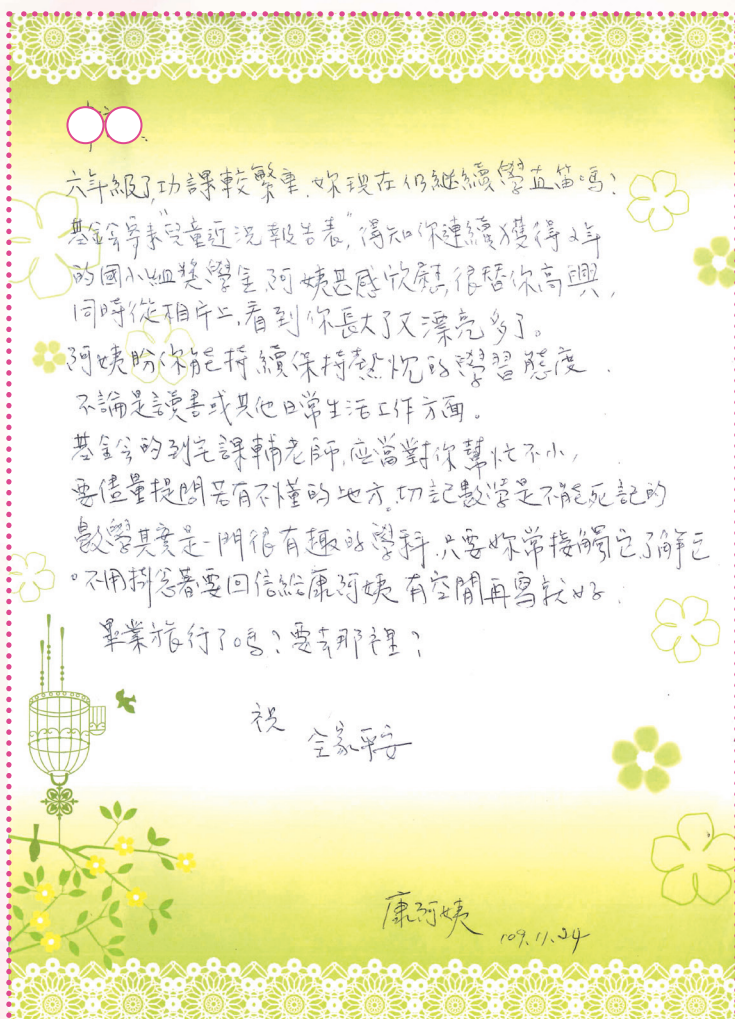 六年級了,功課較繁重.妳現在仍継續學直笛嗎?
基金會寄來"兒童近況報告表",得知你連續獲得2年
的國小組獎學金,阿姨甚感欣慰,很替你高興,
同時從相片上,看到你長大了又漂亮多了。
阿姨盼你能持續保持熱忱的學習態度.
不論是讀書或其他日常生活工作方面。
基金会的到宅課輔老師,应當對你幫忙不小,
要儘量提問若有不懂的地方.切記數學是不能死記的
數學其實是一門很有趣的學科.只要妳常接觸它了解它
。不用掛念著要回信給康阿姨 有空閒再寫就好.
畢業旅行了嗎?要去那裡?
祝
全家平安
康阿姨
109.11.24